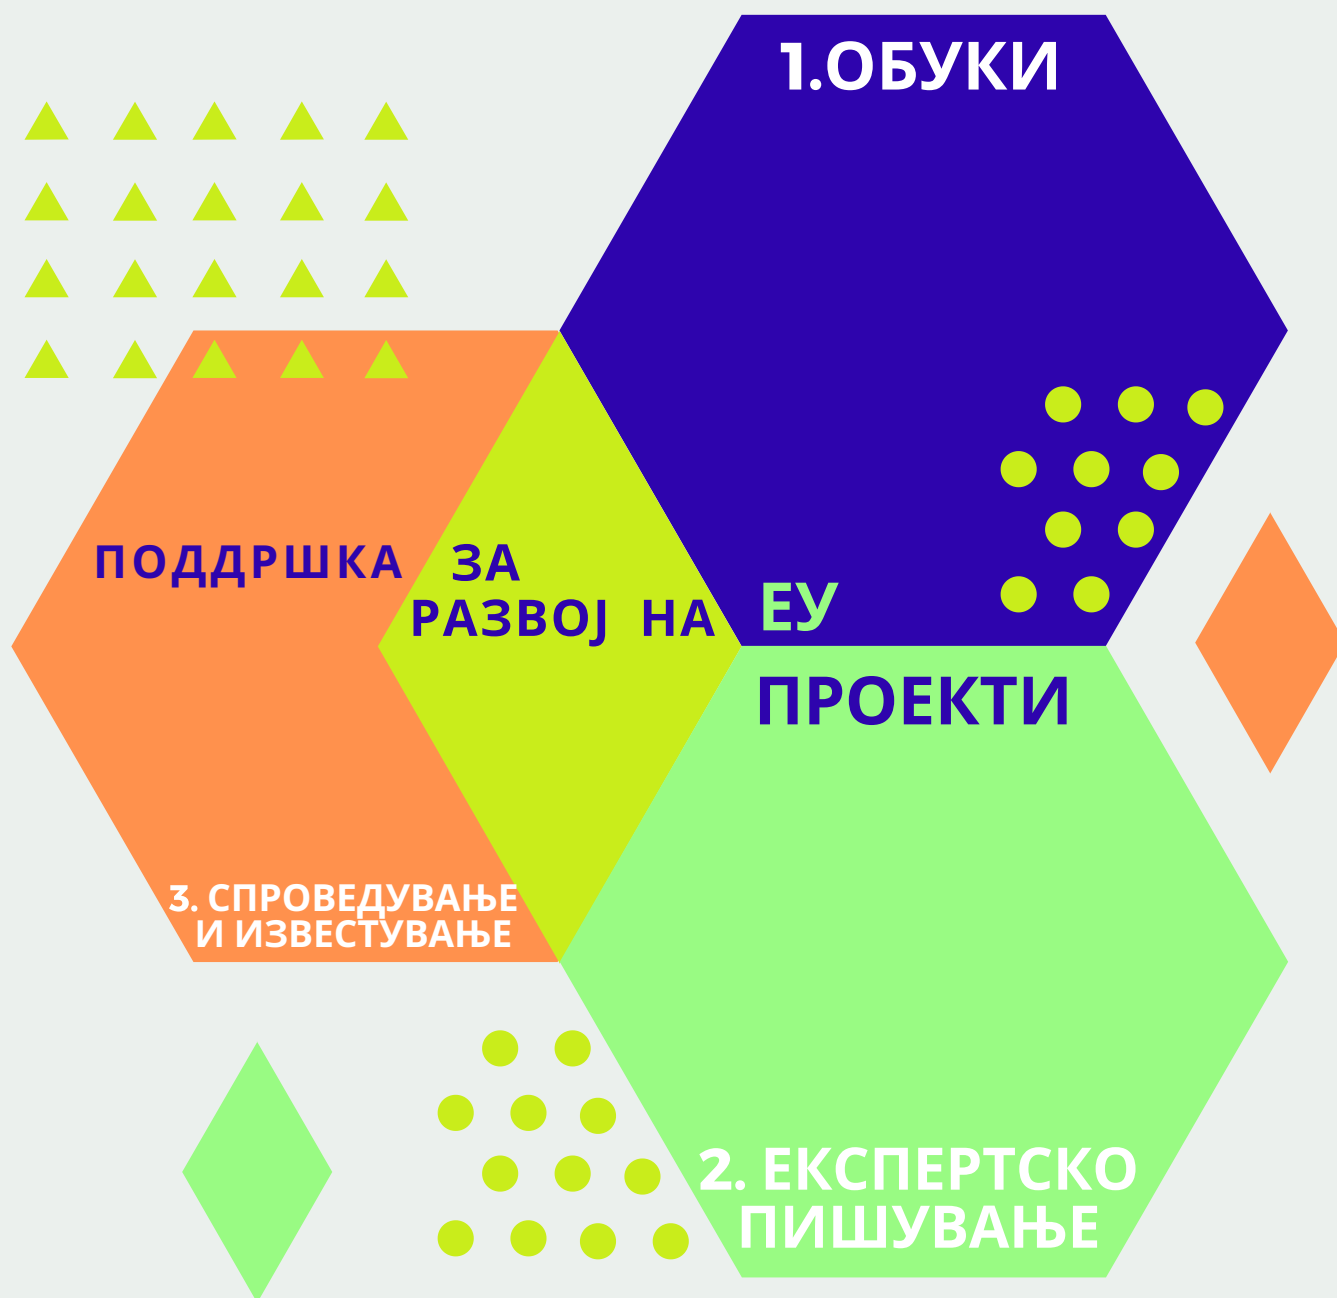 1.ОБУКИ
ПОДДРШКА ЗА
РАЗВОЈ НА ЕУ
ПРОЕКТИ
3. СПРОВЕДУВАЊЕ
И ИЗВЕСТУВАЊЕ
2. ЕКСПЕРТСКО
ПИШУВАЊЕ